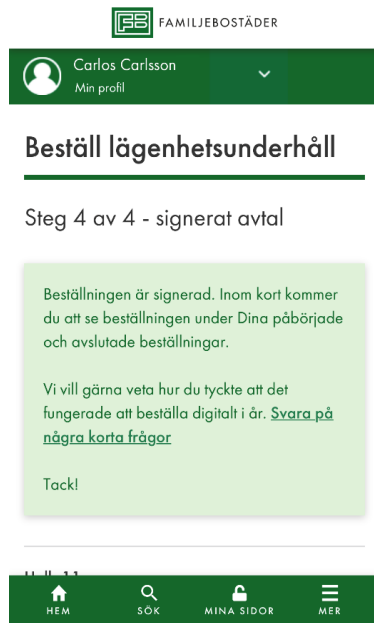 FAMILJEBOSTÄDER
Carlos Carlsson
Min profil
Beställ lägenhetsunderhåll
Steg 4 av 4 - signerat avtal
Beställningen är signerad. Inom kort kommer
du att se beställningen under Dina påbörjade
och avslutade beställningar.
Vi vill gärna veta hur du tyckte att det
fungerade att beställa digitalt i år. Svara på
några korta frågor
Tack!
HEM
SÖK
MINA SIDOR
MER